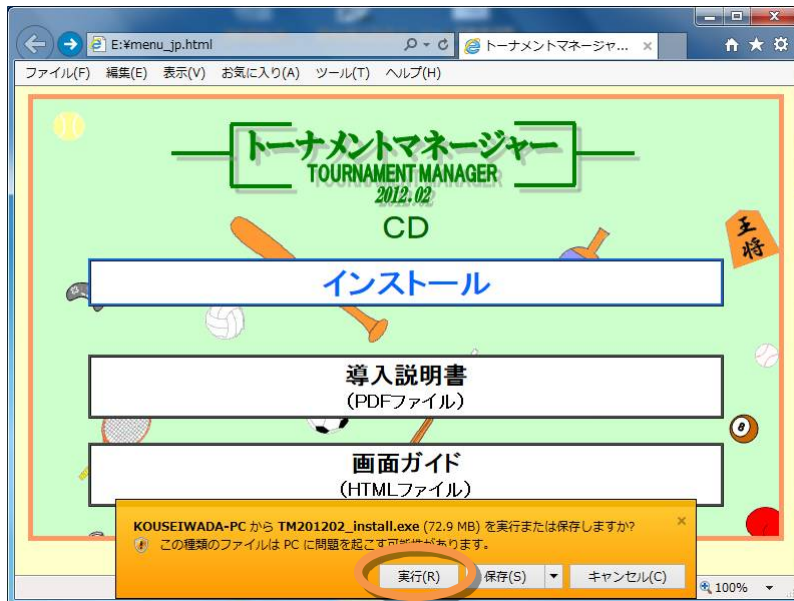 E:¥menu_jp.html
トーナメントマネージャ...
ファイル(F) 編集(E) 表示(V) お気に入り(A) ツール(T) ヘルプ(H)
トーナメントマネージャー
TOURNAMENT MANAGER
2012.02
CD
王将
インストール
導入説明書
(PDFファイル)
8
画面ガイド
(HTMLファイル)
KOUSEIWADA-PC から TM201202_install.exe (72.9 MB) を実行または保存しますか?
この種類のファイルは PC に問題を起こす可能性があります。
実行(R) 保存(S) キャンセル(C)
100%